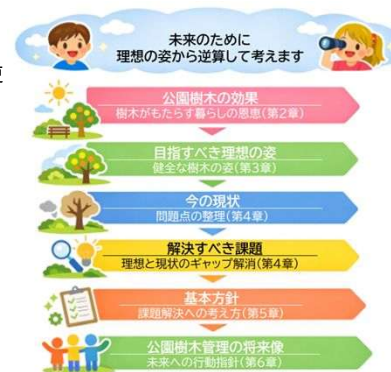 未来のために
理想の姿から逆算して考えます
公園樹木の効果
樹木がもたらす暮らしの恩恵(第2章)
目指すべき理想の姿
健全な樹木の姿(第3章)
今の現状
問題点の整理(第4章)
解決すべき課題
理想と現状のギャップ解消(第4章)
基本方針
課題解決への考え方(第5章)
公園樹木管理の将来像
未来への行動指針(第6章)